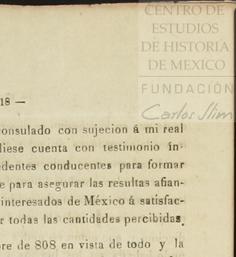 CENTRO DE
ESTUDIOS
DE HISTORIA
DE MEXICO
FUNDACIÓN
Carlos Slim
18 —
onsulado con sujecion á mi real
diese cuenta con testimonio ín-
edentes conducentes para formar
e para asegurar las resultas afian-
interesados de México á satisfac-
r todas las cantidades percibidas.
bre de 808 en vista de todo y la